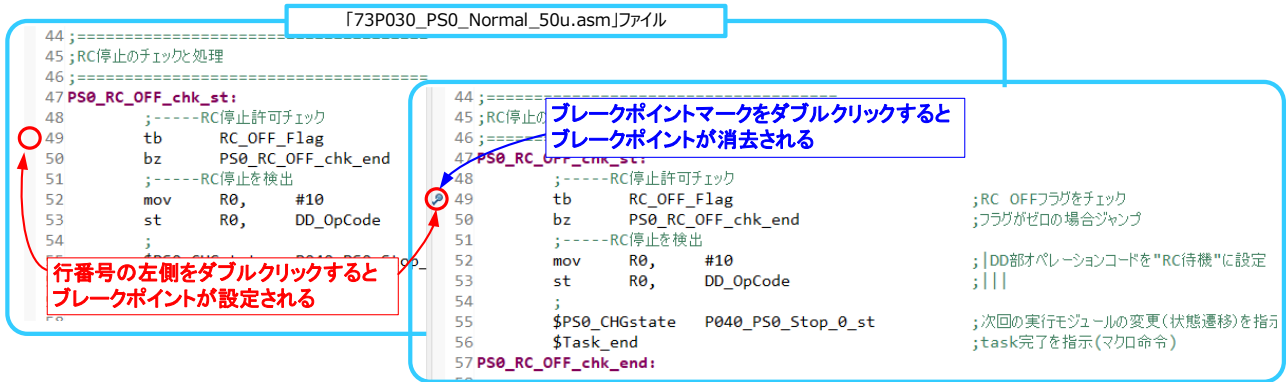 「73P030_PS0_Normal_50u.asm」ファイル
44 ;=====================================
45 ;RC停止のチェックと処理
46 ;=====================================
47 PS0_RC_OFF_chk_st:
48 ;-----RC停止許可チェック
49 tb RC_OFF_Flag
50 bz PS0_RC_OFF_chk_end
51 ;-----RC停止を検出
52 mov R0, #10
53 st R0, DD_OpCode
54 ;
行番号の左側をダブルクリックすると
ブレークポイントが設定される
44 ;=====================================
45 ;RC停止の
46 ;=====
ブレークポイントマークをダブルクリックすると
ブレークポイントが消去される
47 PS0_RC_OFF_chk_st:
48 ;-----RC停止許可チェック
49 tb RC_OFF_Flag ;RC OFFフラグをチェック
50 bz PS0_RC_OFF_chk_end ;フラグがゼロの場合ジャンプ
51 ;-----RC停止を検出
52 mov R0, #10 ;|DD部オペレーションコードを"RC待機"に設定
53 st R0, DD_OpCode ;|||
54 ;
55 $PS0_CHGstate P040_PS0_Stop_0_st ;次回の実行モジュールの変更(状態遷移)を指示
56 $Task_end ;task完了を指示(マクロ命令)
57 PS0_RC_OFF_chk_end: